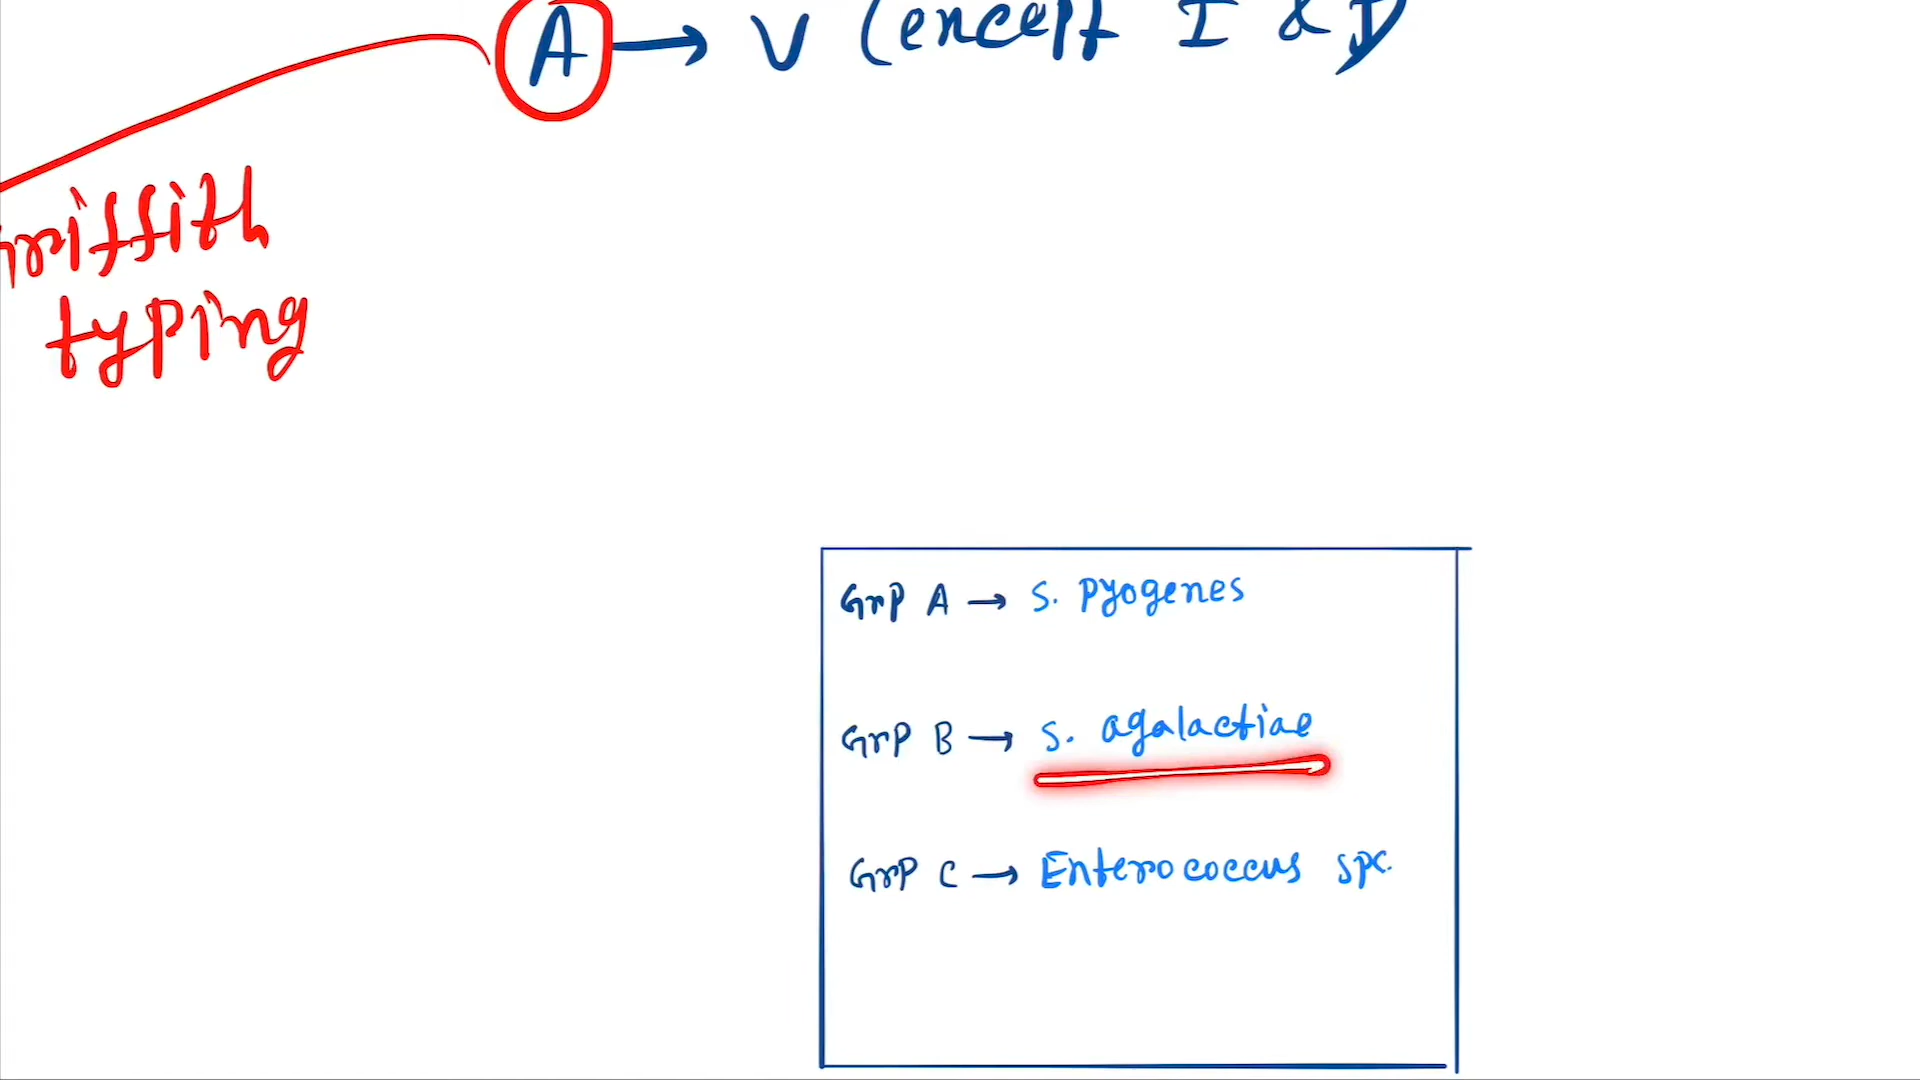 A → V (except I & J)
riffith
typing
Grp A → S. pyogenes
Grp B → S. agalactiae
Grp C → Enterococcus spc.